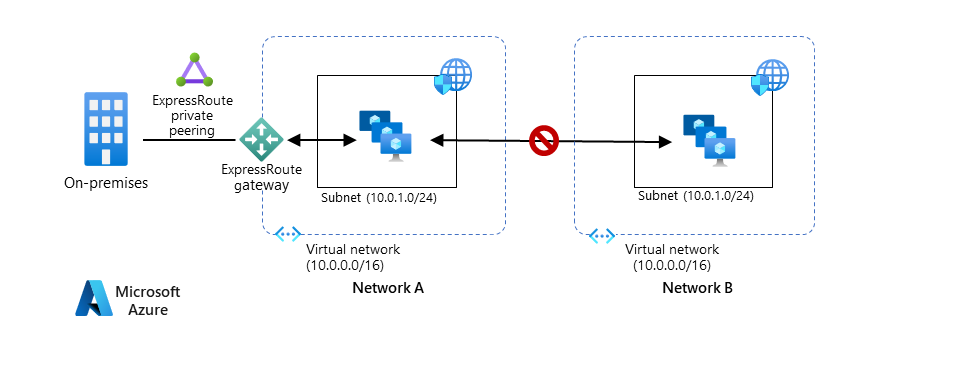 ExpressRoute
private
peering
On-premises
ExpressRoute
gateway
Subnet (10.0.1.0/24)
Virtual network
(10.0.0.0/16)
Network A
Subnet (10.0.1.0/24)
Virtual network
(10.0.0.0/16)
Network B
Microsoft
Azure